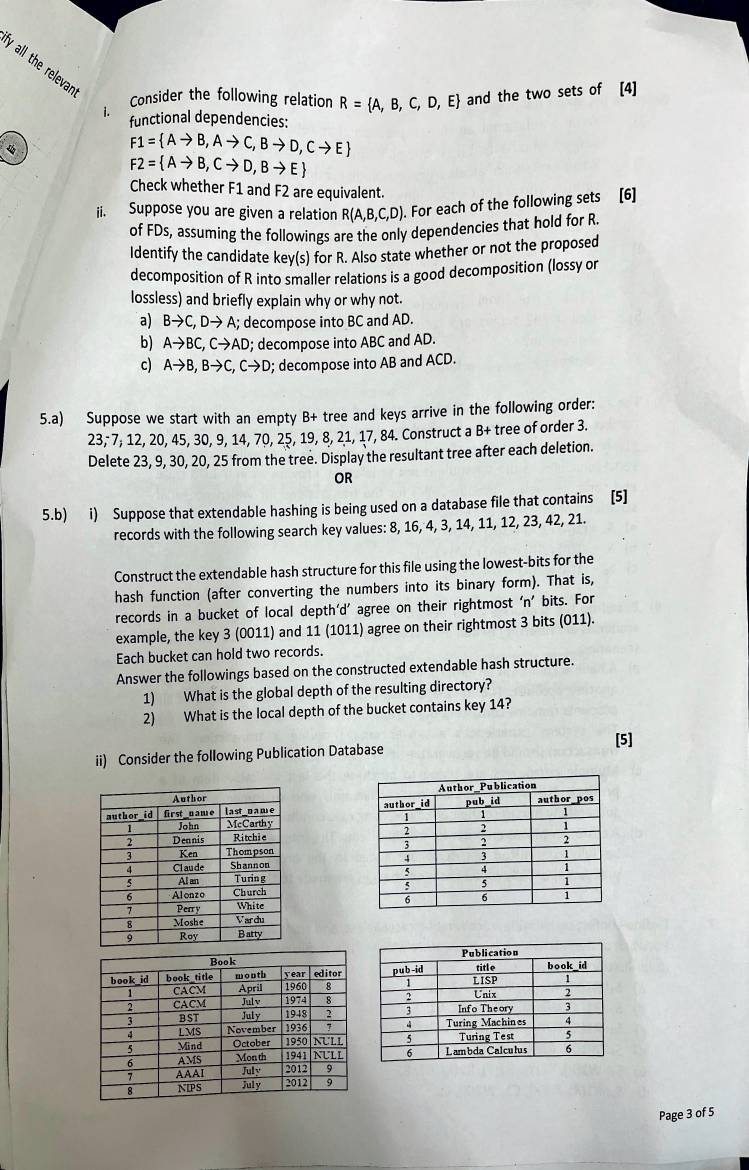 cify all the relevant
i. Consider the following relation R = {A, B, C, D, E} and the two sets of [4]
functional dependencies:
F1 = { A → B, A → C, B → D, C → E }
F2 = { A → B, C → D, B → E }
Check whether F1 and F2 are equivalent.
ii. Suppose you are given a relation R(A,B,C,D). For each of the following sets [6]
of FDs, assuming the followings are the only dependencies that hold for R.
Identify the candidate key(s) for R. Also state whether or not the proposed
decomposition of R into smaller relations is a good decomposition (lossy or
lossless) and briefly explain why or why not.
a) B→C, D→ A; decompose into BC and AD.
b) A→BC, C→AD; decompose into ABC and AD.
c) A→B, B→C, C→D; decompose into AB and ACD.
5.a) Suppose we start with an empty B+ tree and keys arrive in the following order:
23, 7, 12, 20, 45, 30, 9, 14, 70, 25, 19, 8, 21, 17, 84. Construct a B+ tree of order 3.
Delete 23, 9, 30, 20, 25 from the tree. Display the resultant tree after each deletion.
OR
5.b) i) Suppose that extendable hashing is being used on a database file that contains [5]
records with the following search key values: 8, 16, 4, 3, 14, 11, 12, 23, 42, 21.
Construct the extendable hash structure for this file using the lowest-bits for the
hash function (after converting the numbers into its binary form). That is,
records in a bucket of local depth'd' agree on their rightmost 'n' bits. For
example, the key 3 (0011) and 11 (1011) agree on their rightmost 3 bits (011).
Each bucket can hold two records.
Answer the followings based on the constructed extendable hash structure.
1) What is the global depth of the resulting directory?
2) What is the local depth of the bucket contains key 14?
ii) Consider the following Publication Database [5]
Author
author_id first_name last_name
1 John McCarthy
2 Dennis Ritchie
3 Ken Thompson
4 Claude Shannon
5 Alan Turing
6 Alonzo Church
7 Perry White
8 Moshe Vardu
9 Roy Batty
Author_Publication
author_id pub_id author_pos
1 1 1
2 2 1
3 2 2
4 3 1
5 4 1
5 5 1
6 6 1
Book
book_id book_title month year editor
1 CACM April 1960 8
2 CACM July 1974 8
3 BST July 1948 2
4 LMS November 1936 7
5 Mind October 1950 NULL
6 AMS Month 1941 NULL
7 AAAI July 2012 9
8 NIPS July 2012 9
Publication
pub-id title book_id
1 LISP 1
2 Unix 2
3 Info Theory 3
4 Turing Machines 4
5 Turing Test 5
6 Lambda Calculus 6
Page 3 of 5